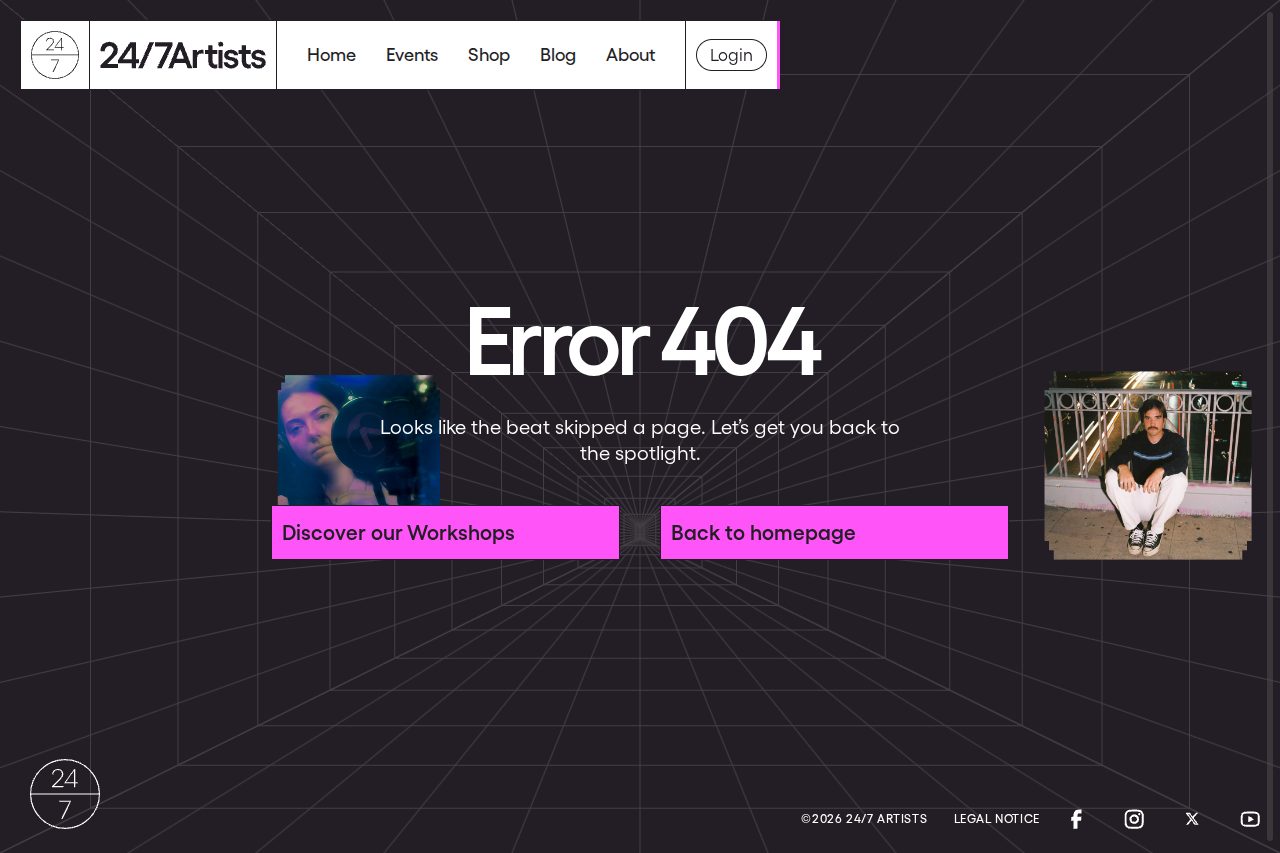 24
7
24/7Artists
Home
Events
Shop
Blog
About
Login
Error 404
Looks like the beat skipped a page. Let's get you back to
the spotlight.
Discover our Workshops
Back to homepage
24
7
©2026 24/7 ARTISTS
LEGAL NOTICE